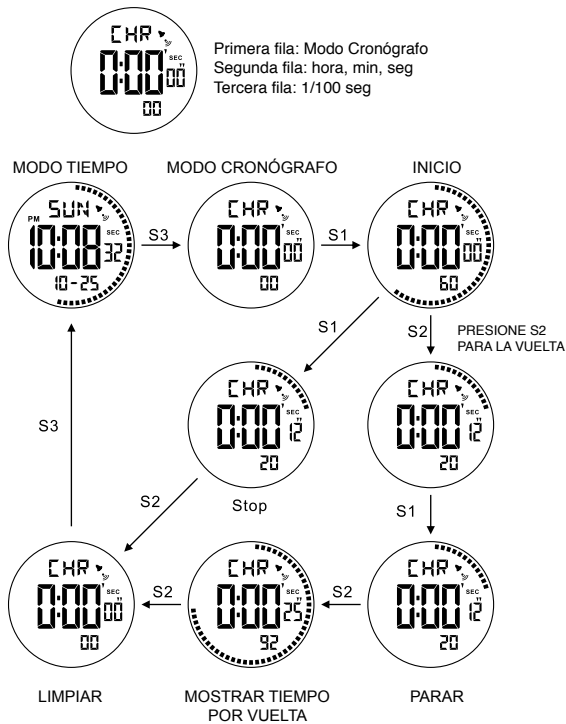 CHR
0:00' SEC 00"
00
Primera fila: Modo Cronógrafo
Segunda fila: hora, min, seg
Tercera fila: 1/100 seg
MODO TIEMPO
MODO CRONÓGRAFO
INICIO
SUN
PM 10:08 SEC 32
10-25
S3
CHR
0:00' SEC 00"
00
S1
CHR
0:00' SEC 00"
60
S1
S2
PRESIONE S2
PARA LA VUELTA
S3
CHR
0:00' SEC 12"
20
Stop
CHR
0:00' SEC 12"
20
S2
S1
CHR
0:00' SEC 00"
00
S2
CHR
0:00' SEC 25"
92
S2
CHR
0:00' SEC 12"
20
LIMPIAR
MOSTRAR TIEMPO
POR VUELTA
PARAR